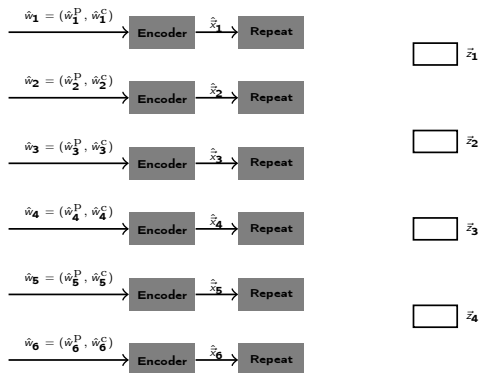 ŵ₁ = (ŵ₁ᵖ, ŵ₁ᶜ) Encoder x̂⃗₁ Repeat
z⃗₁
ŵ₂ = (ŵ₂ᵖ, ŵ₂ᶜ) Encoder x̂⃗₂ Repeat
z⃗₂
ŵ₃ = (ŵ₃ᵖ, ŵ₃ᶜ) Encoder x̂⃗₃ Repeat
ŵ₄ = (ŵ₄ᵖ, ŵ₄ᶜ) Encoder x̂⃗₄ Repeat
z⃗₃
ŵ₅ = (ŵ₅ᵖ, ŵ₅ᶜ) Encoder x̂⃗₅ Repeat
z⃗₄
ŵ₆ = (ŵ₆ᵖ, ŵ₆ᶜ) Encoder x̂⃗₆ Repeat